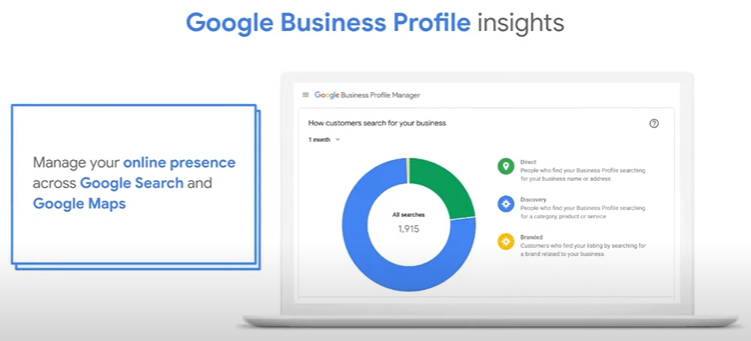 Google Business Profile insights
Manage your online presence
across Google Search and
Google Maps
Google Business Profile Manager
How customers search for your business
1 month
All searches
1,915
Direct
People who find your Business Profile searching
for your business name or address
Discovery
People who find your Business Profile searching
for a category, product or service
Branded
Customers who find your listing by searching for
a brand related to your business